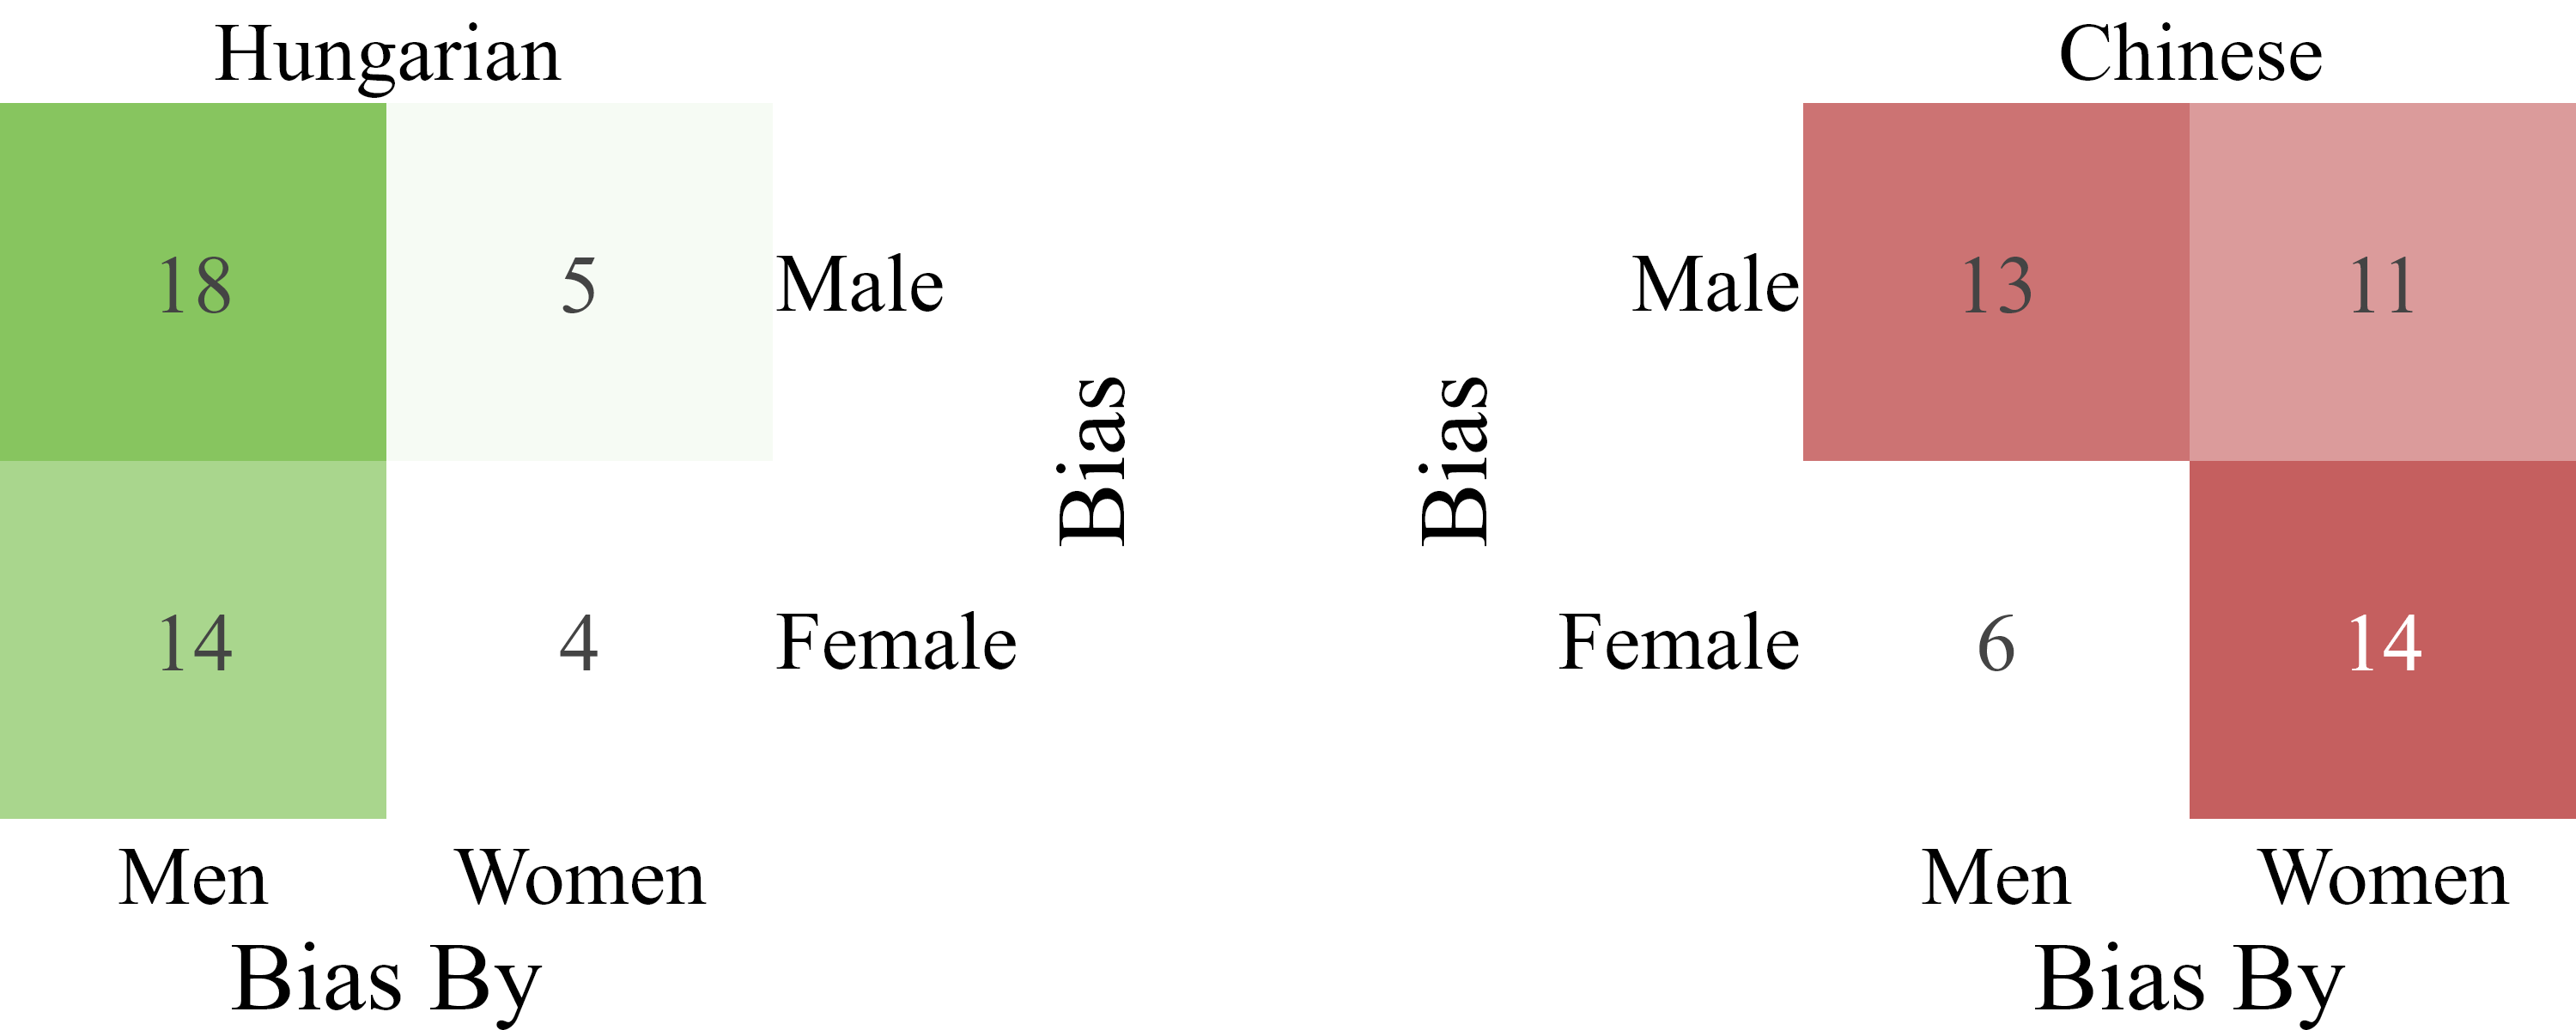 Hungarian
18 5 Male
14 4 Female
Men Women
Bias By
Bias
Chinese
Bias
Male 13 11
Female 6 14
Men Women
Bias By